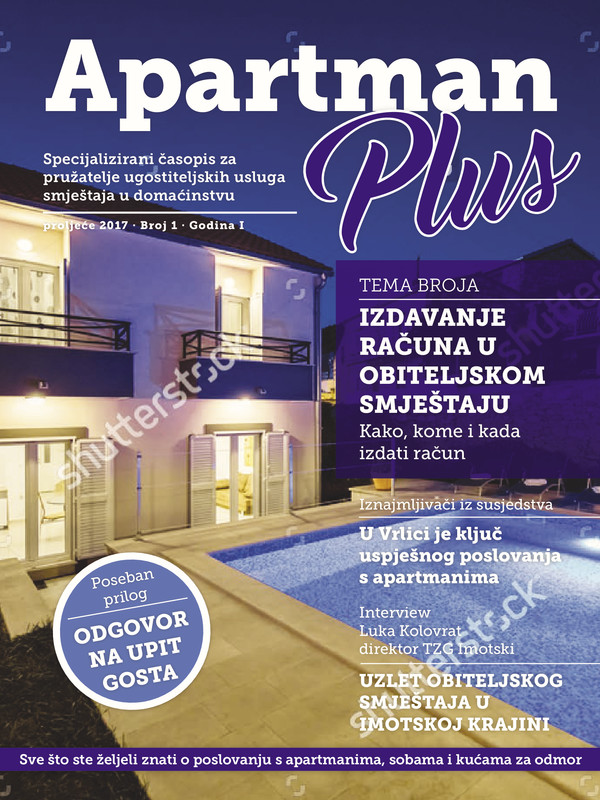 Apartman
Plus
Specijalizirani časopis za
pružatelje ugostiteljskih usluga
smještaja u domaćinstvu
proljeće 2017 · Broj 1 · Godina I
TEMA BROJA
IZDAVANJE
RAČUNA U
OBITELJSKOM
SMJEŠTAJU
Kako, kome i kada
izdati račun
Iznajmljivači iz susjedstva
U Vrlici je ključ
uspješnog poslovanja
s apartmanima
Interview
Luka Kolovrat
direktor TZG Imotski
UZLET OBITELJSKOG
SMJEŠTAJA U
IMOTSKOJ KRAJINI
Poseban
prilog
ODGOVOR
NA UPIT
GOSTA
Sve što ste željeli znati o poslovanju s apartmanima, sobama i kućama za odmor
shutterstock
shutterstock
shutterstock